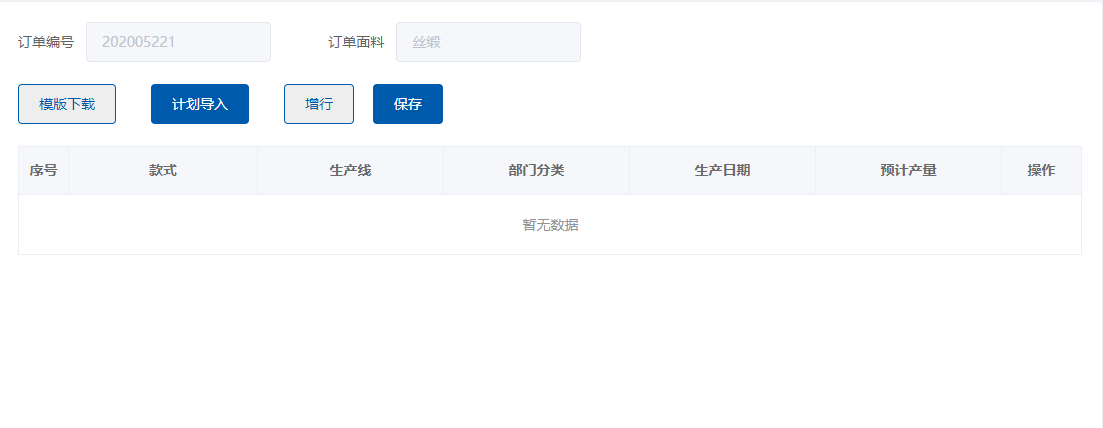 订单编号 202005221 订单面料 丝缎
模版下载 计划导入 增行 保存
序号 款式 生产线 部门分类 生产日期 预计产量 操作
暂无数据